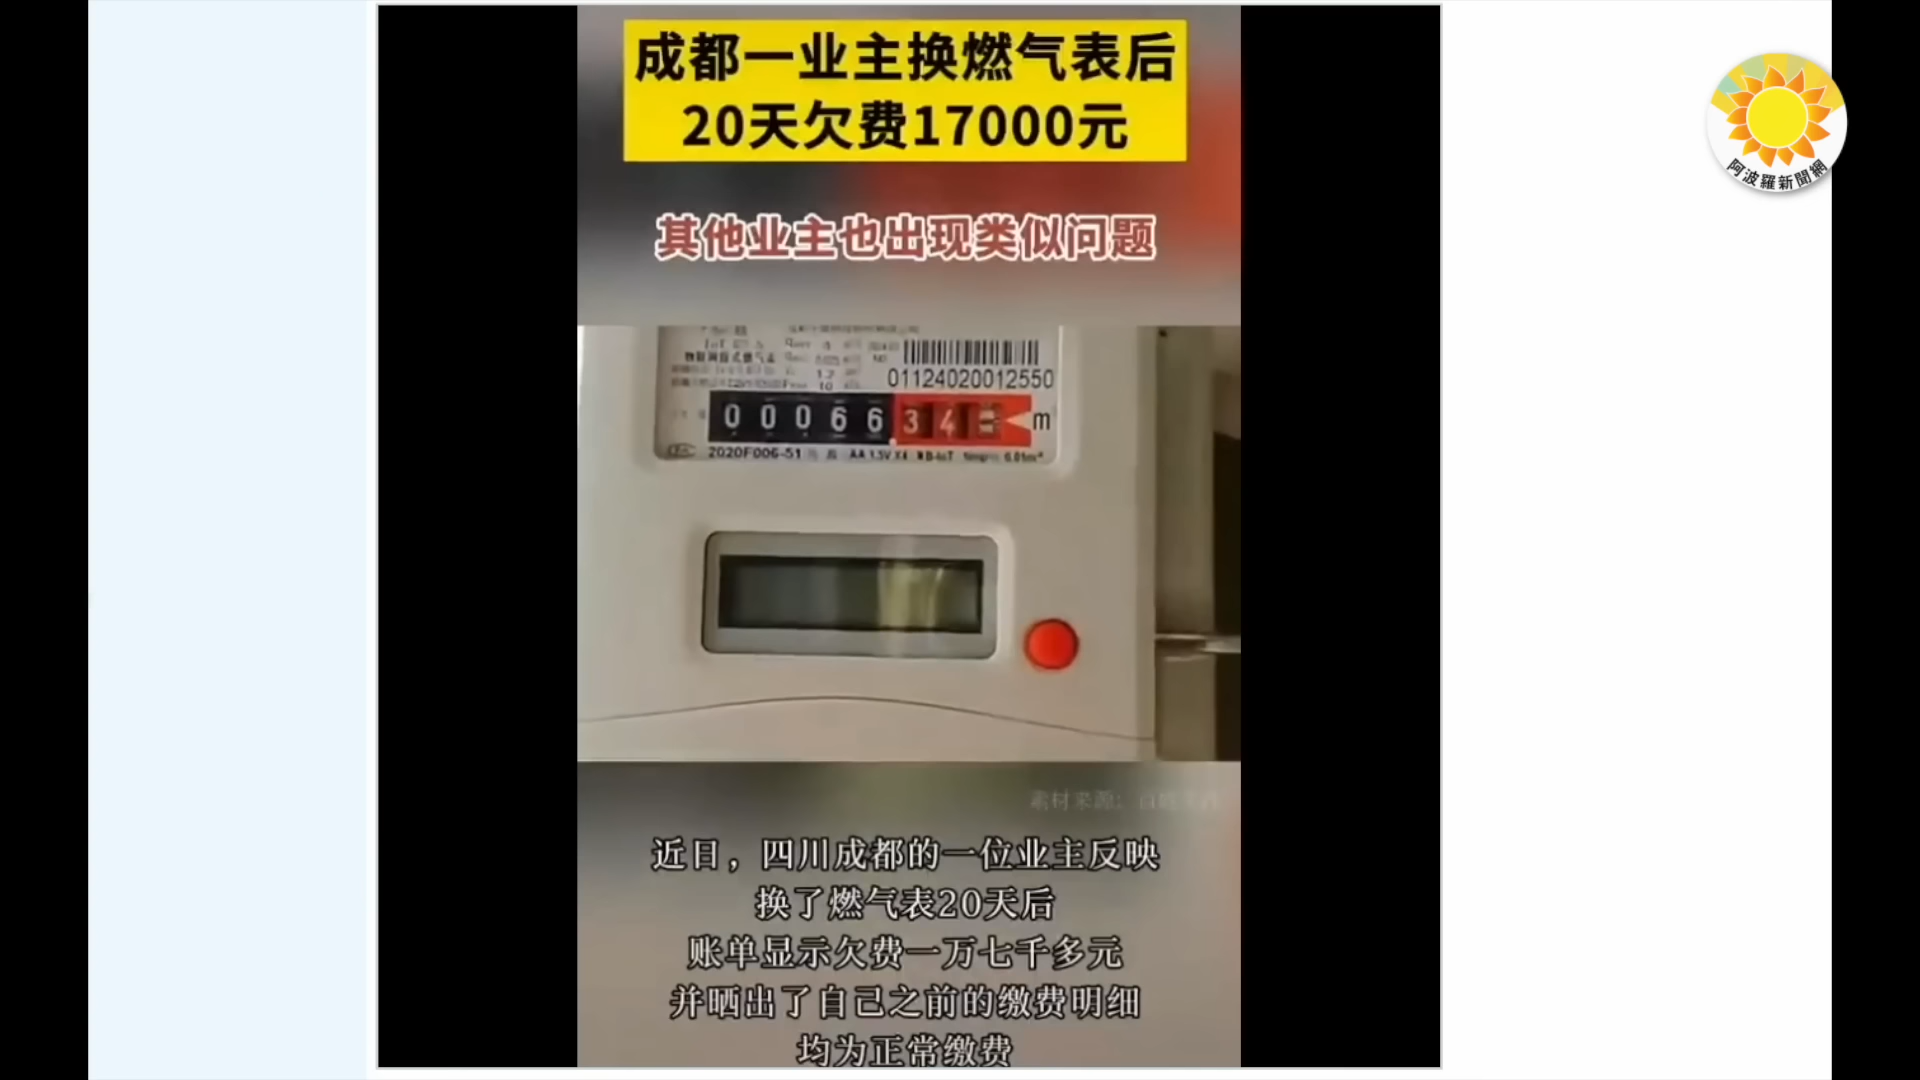 成都一业主换燃气表后
20天欠费17000元
其他业主也出现类似问题
阿波羅新聞網
01124020012550
0006634
m
2020F006-51
素材来源：
近日，四川成都的一位业主反映
换了燃气表20天后
账单显示欠费一万七千多元
并晒出了自己之前的缴费明细
均为正常缴费